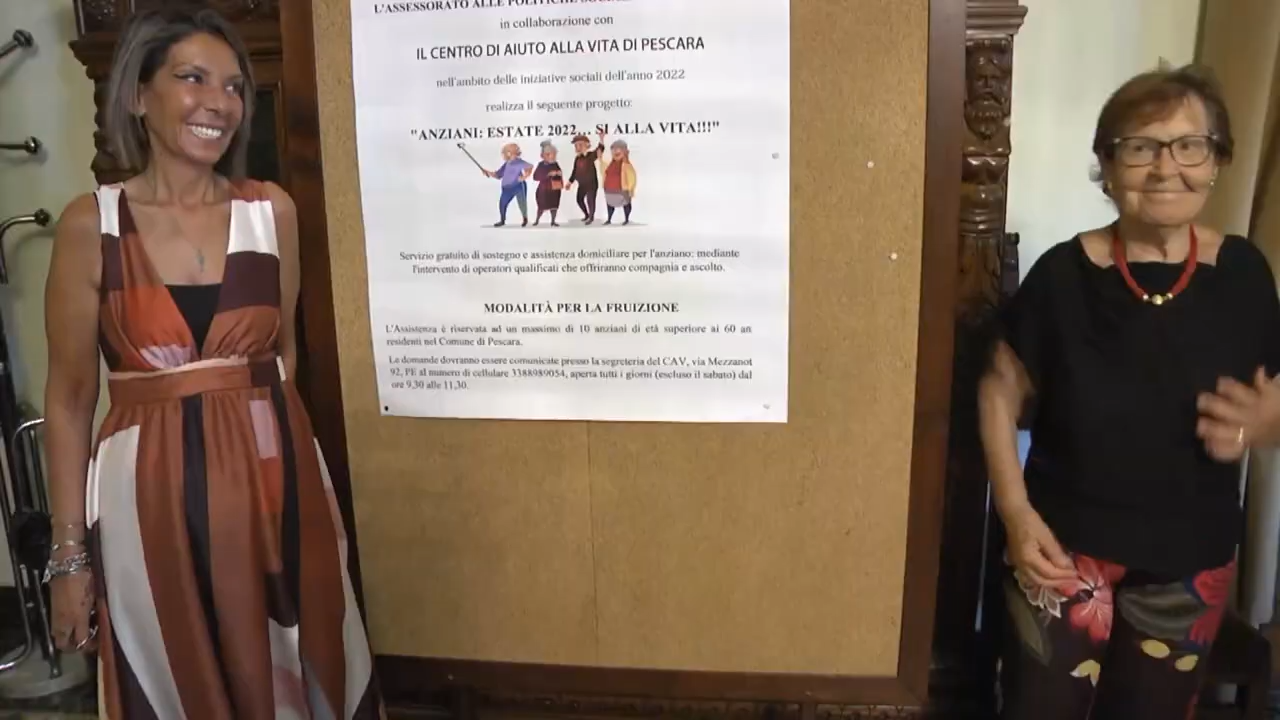 L'ASSESSORATO ALLE POLITICHE
in collaborazione con
IL CENTRO DI AIUTO ALLA VITA DI PESCARA
nell'ambito delle iniziative sociali dell'anno 2022
realizza il seguente progetto:
"ANZIANI: ESTATE 2022... SI ALLA VITA!!!"
Servizio gratuito di sostegno e assistenza domiciliare per l'anziano: mediante
l'intervento di operatori qualificati che offriranno compagnia e ascolto.
MODALITÀ PER LA FRUIZIONE
L'Assistenza è riservata ad un massimo di 10 anziani di età superiore ai 60 an
residenti nel Comune di Pescara.
Le domande dovranno essere comunicate presso la segreteria del CAV, via Mezzanot
92, PE al numero di cellulare 3388989054, aperta tutti i giorni (escluso il sabato) dal
ore 9,30 alle 11,30.